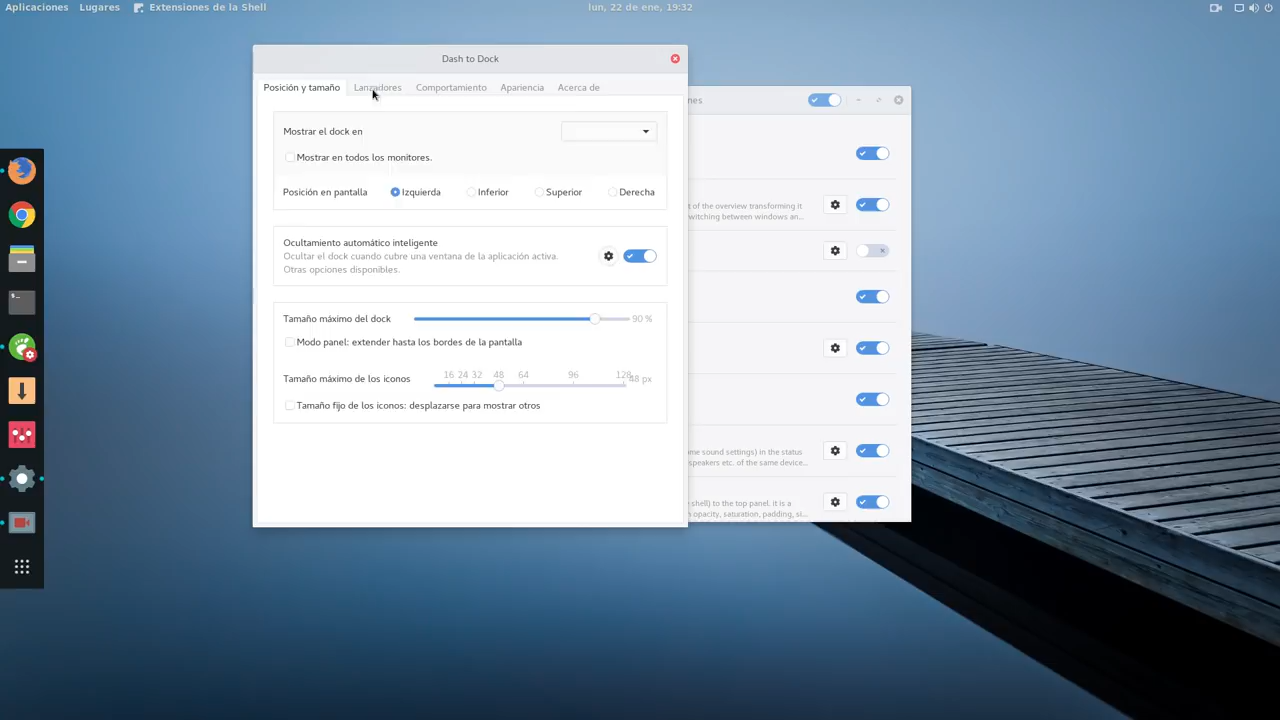 Aplicaciones Lugares Extensiones de la Shell lun, 22 de ene, 19:32
Dash to Dock
Posición y tamaño Lanzadores Comportamiento Apariencia Acerca de
Mostrar el dock en
Mostrar en todos los monitores.
Posición en pantalla Izquierda Inferior Superior Derecha
Ocultamiento automático inteligente
Ocultar el dock cuando cubre una ventana de la aplicación activa.
Otras opciones disponibles.
Tamaño máximo del dock 90 %
Modo panel: extender hasta los bordes de la pantalla
Tamaño máximo de los iconos 16 24 32 48 64 96 128 48 px
Tamaño fijo de los iconos: desplazarse para mostrar otros
nes
t of the overview transforming it
witching between windows an...
me sound settings) in the status
speakers etc. of the same device...
shell) to the top panel. it is a
opacity, saturation, padding, si...